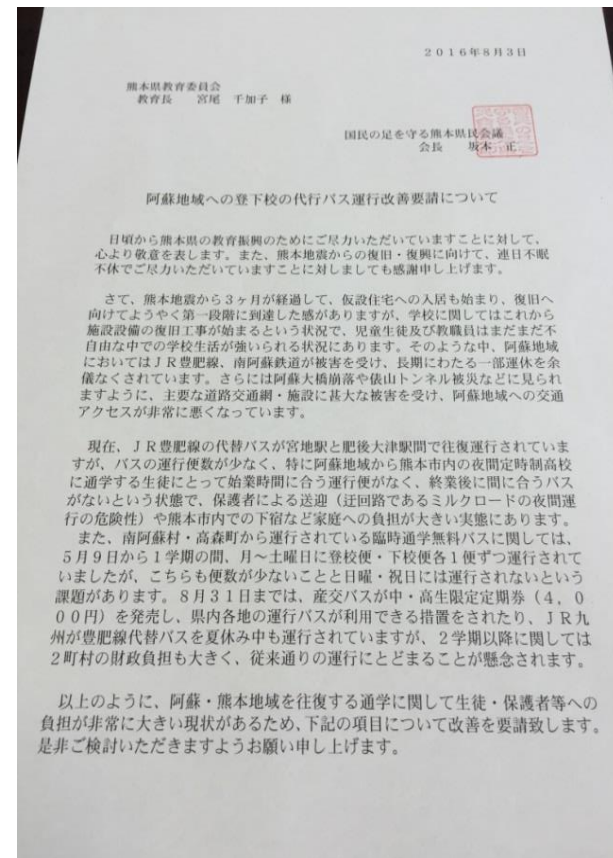 2016年8月3日
熊本県教育委員会
教育長 宮尾 千加子 様
国民の足を守る熊本県民会議
会長 坂本 正
阿蘇地域への登下校の代行バス運行改善要請について
日頃から熊本県の教育振興のためにご尽力いただいていますことに対して、
心より敬意を表します。また、熊本地震からの復旧・復興に向けて、連日不眠
不休でご尽力いただいていますことに対しましても感謝申し上げます。
さて、熊本地震から3ヶ月が経過して、仮設住宅への入居も始まり、復旧へ
向けてようやく第一段階に到達した感がありますが、学校に関してはこれから
施設設備の復旧工事が始まるという状況で、児童生徒及び教職員はまだまだ不
自由な中での学校生活が強いられる状況にあります。そのような中、阿蘇地域
においてはJR豊肥線、南阿蘇鉄道が被害を受け、長期にわたる一部運休を余
儀なくされています。さらには阿蘇大橋崩落や俵山トンネル被災などに見られ
ますように、主要な道路交通網・施設に甚大な被害を受け、阿蘇地域への交通
アクセスが非常に悪くなっています。
現在、JR豊肥線の代替バスが宮地駅と肥後大津駅間で往復運行されていま
すが、バスの運行便数が少なく、特に阿蘇地域から熊本市内の夜間定時制高校
に通学する生徒にとって始業時間に合う運行便がなく、終業後に間に合うバス
がないという状態で、保護者による送迎（迂回路であるミルクロードの夜間運
行の危険性）や熊本市内での下宿など家庭への負担が大きい実態にあります。
また、南阿蘇村・高森町から運行されている臨時通学無料バスに関しては、
5月9日から1学期の間、月～土曜日に登校便・下校便各1便ずつ運行されて
いましたが、こちらも便数が少ないことと日曜・祝日には運行されないという
課題があります。8月31日までは、産交バスが中・高生限定定期券（4，0
00円）を発売し、県内各地の運行バスが利用できる措置をされたり、JR九
州が豊肥線代替バスを夏休み中も運行されていますが、2学期以降に関しては
2町村の財政負担も大きく、従来通りの運行にとどまることが懸念されます。
以上のように、阿蘇・熊本地域を往復する通学に関して生徒・保護者等への
負担が非常に大きい現状があるため、下記の項目について改善を要請致します。
是非ご検討いただきますようお願い申し上げます。